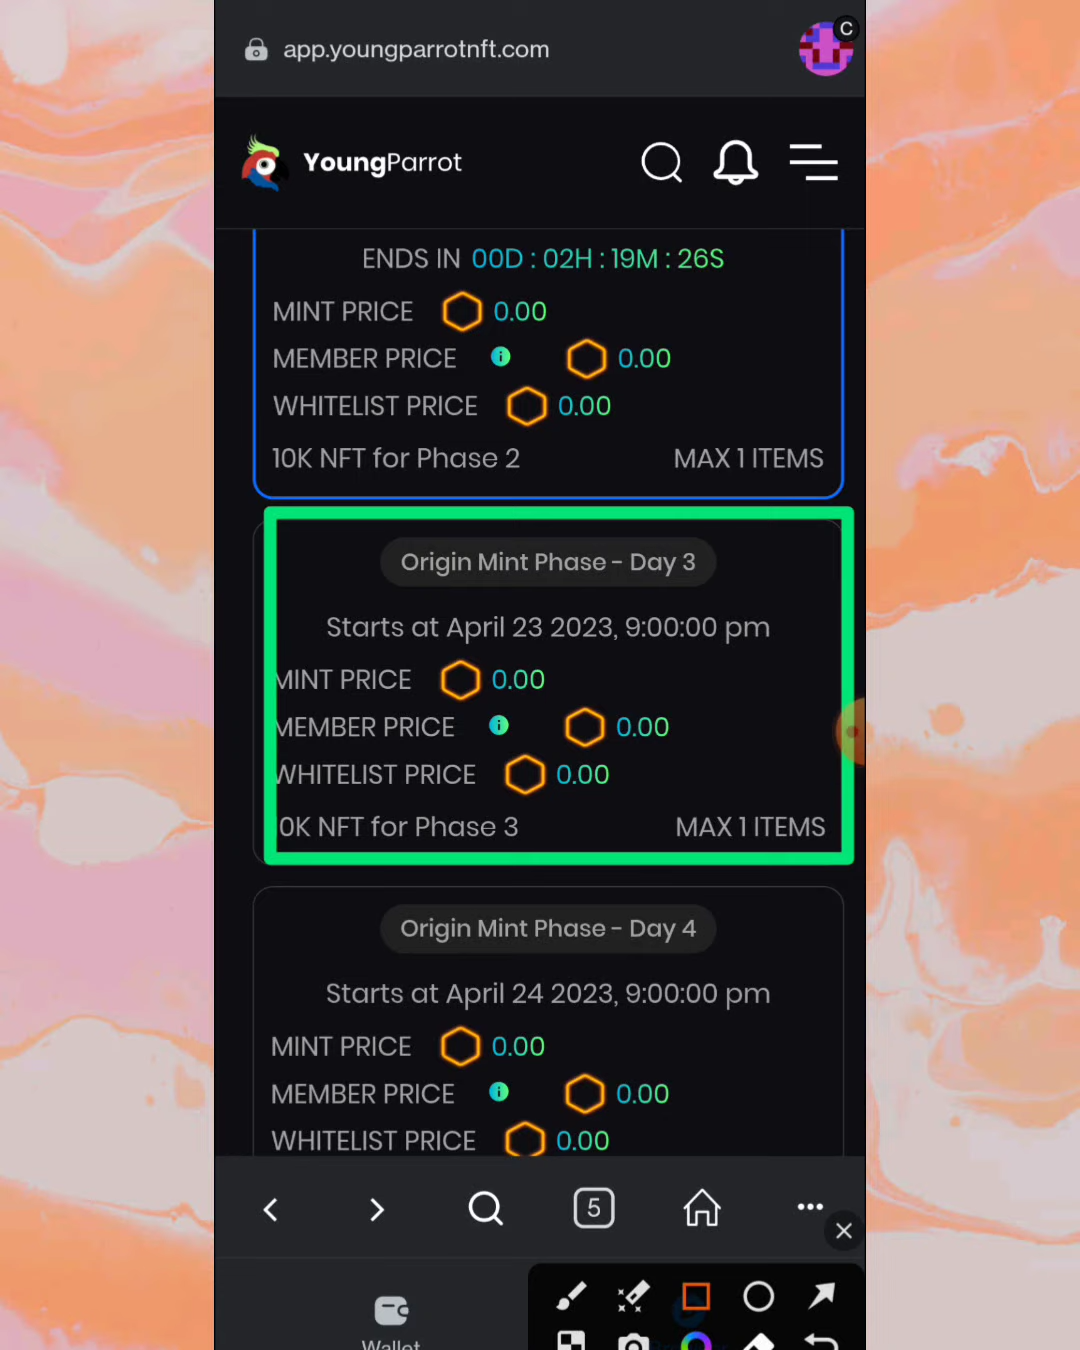 app.youngparrotnft.com
C
YoungParrot
ENDS IN 00D : 02H : 19M : 26S
MINT PRICE 0.00
MEMBER PRICE i 0.00
WHITELIST PRICE 0.00
10K NFT for Phase 2 MAX 1 ITEMS
Origin Mint Phase - Day 3
Starts at April 23 2023, 9:00:00 pm
MINT PRICE 0.00
MEMBER PRICE i 0.00
WHITELIST PRICE 0.00
10K NFT for Phase 3 MAX 1 ITEMS
Origin Mint Phase - Day 4
Starts at April 24 2023, 9:00:00 pm
MINT PRICE 0.00
MEMBER PRICE i 0.00
WHITELIST PRICE 0.00
5
Wallet